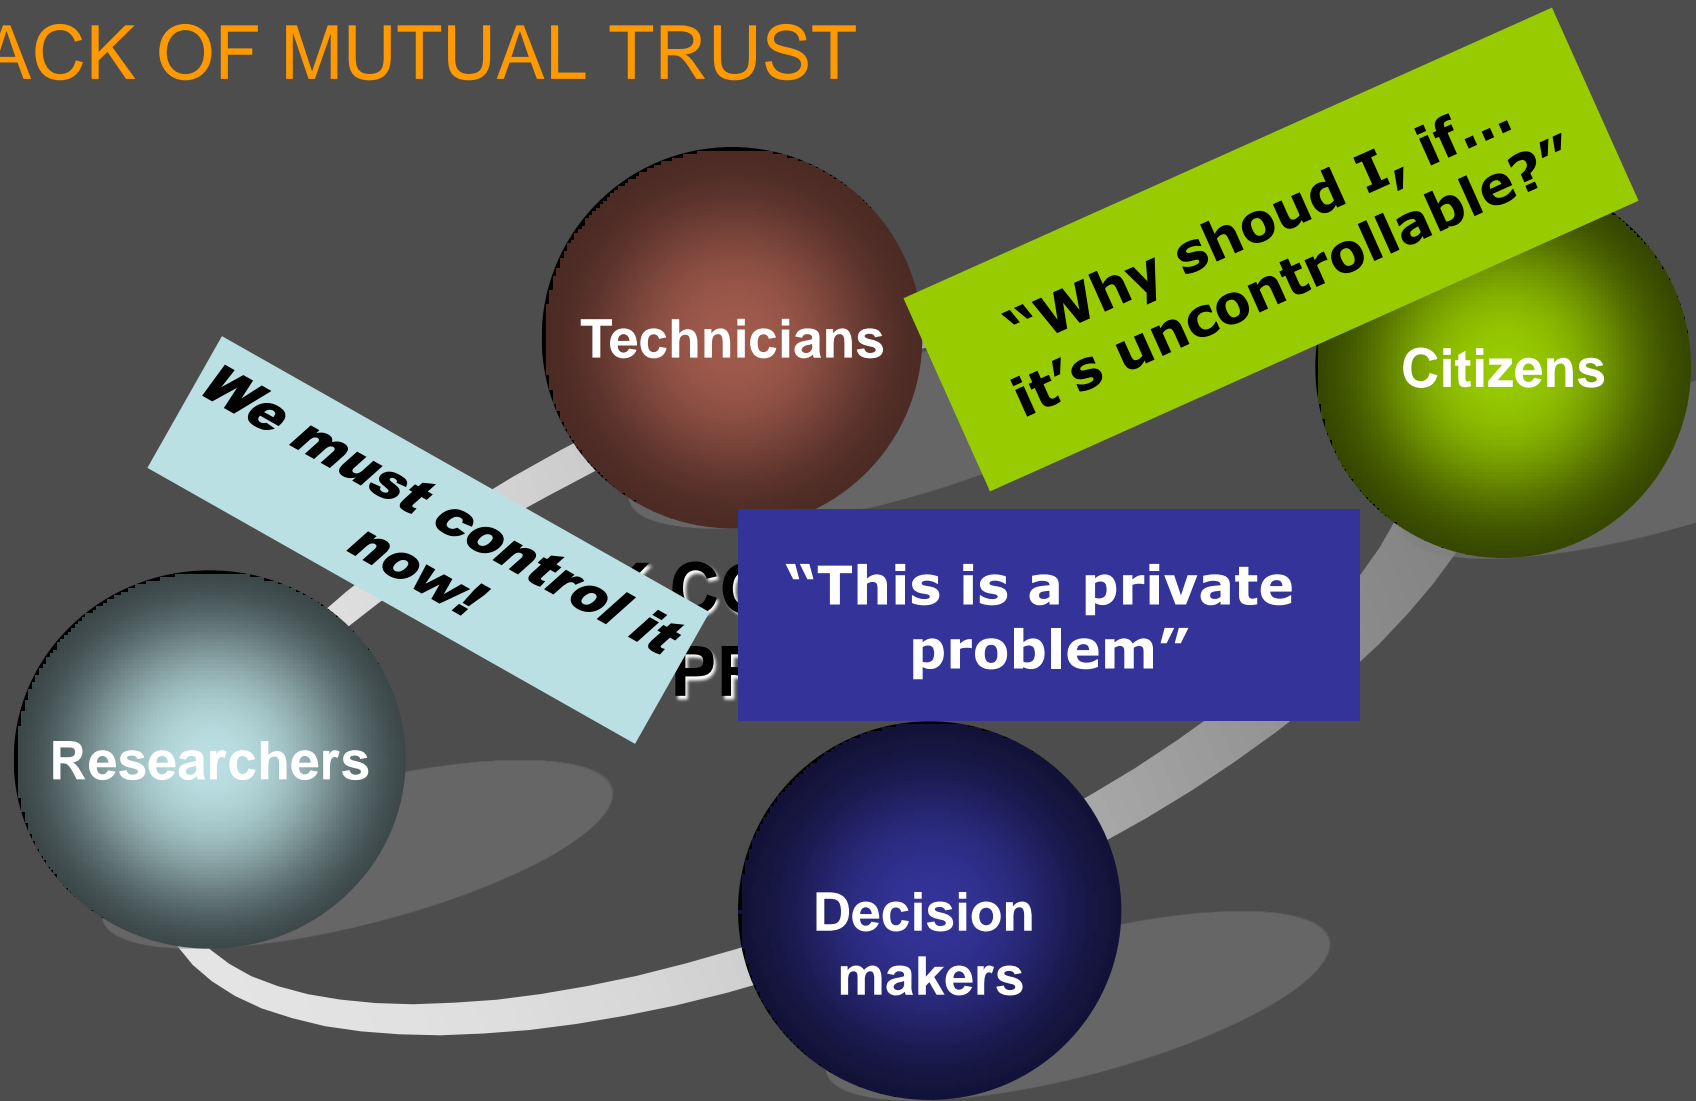 ACK OF MUTUAL TRUST
"Why shoud I, if...
it's uncontrollable?"
Technicians
Citizens
We must control it
now!
"This is a private
problem"
Researchers
Decision
makers